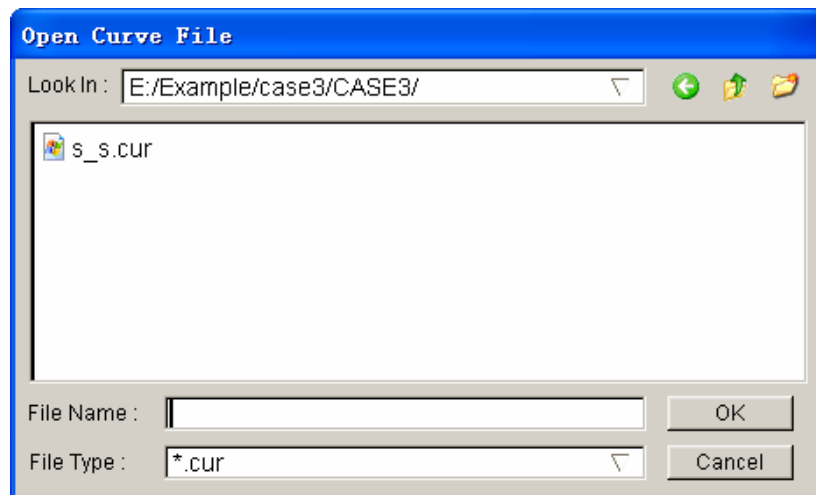 Open Curve File
Look In : E:/Example/case3/CASE3/
s_s.cur
File Name : OK
File Type : *.cur Cancel